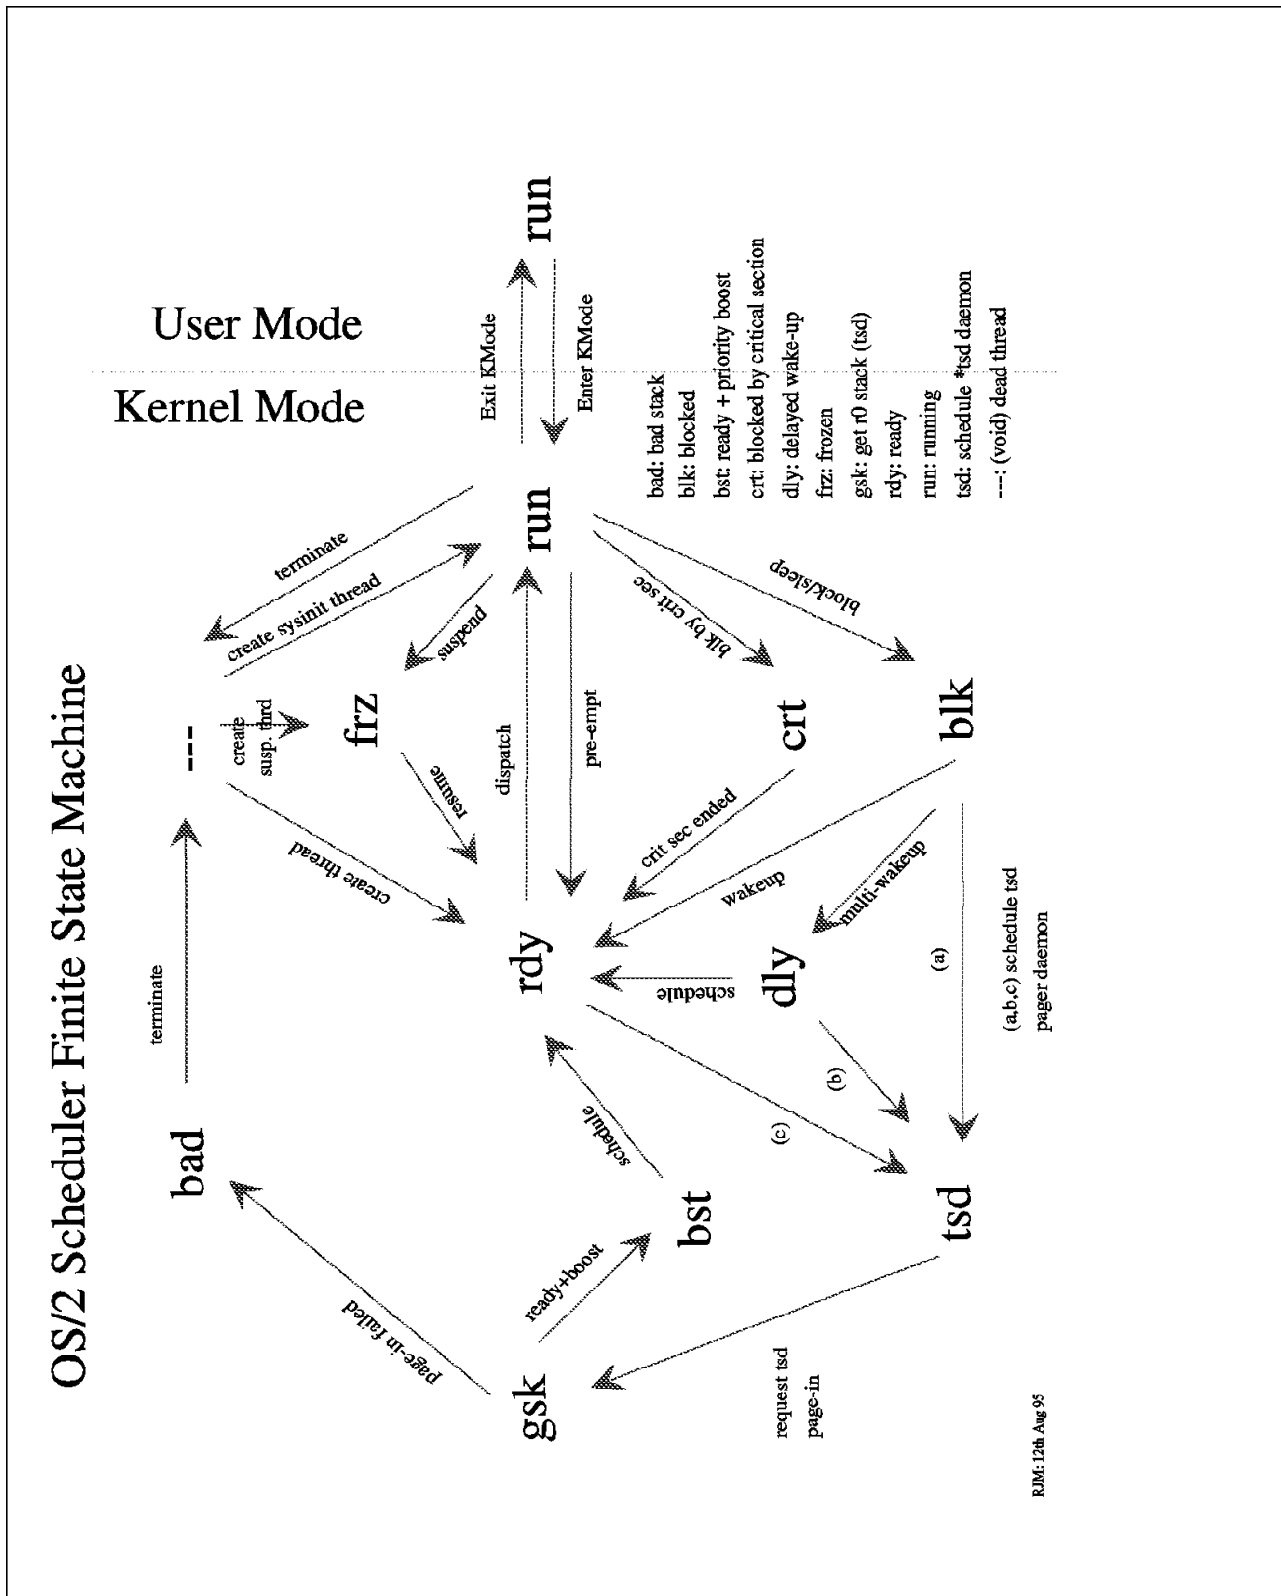 OS/2 Scheduler Finite State Machine
Kernel Mode
User Mode
bad
terminate
---
terminate
create sysinit thread
create
susp. thrd
create thread
frz
suspend
resume
page-in failed
gsk
ready+boost
bst
schedule
rdy
dispatch
pre-empt
run
Exit KMode
Enter KMode
run
crit sec ended
blk by crit sec
crt
block/sleep
wakeup
multi-wakeup
schedule
dly
blk
(a)
(b)
(c)
tsd
request tsd
page-in
(a,b,c) schedule tsd
pager daemon
bad: bad stack
blk: blocked
bst: ready + priority boost
crt: blocked by critical section
dly: delayed wake-up
frz: frozen
gsk: get r0 stack (tsd)
rdy: ready
run: running
tsd: schedule *tsd daemon
---: (void) dead thread
RJM: 12th Aug 95